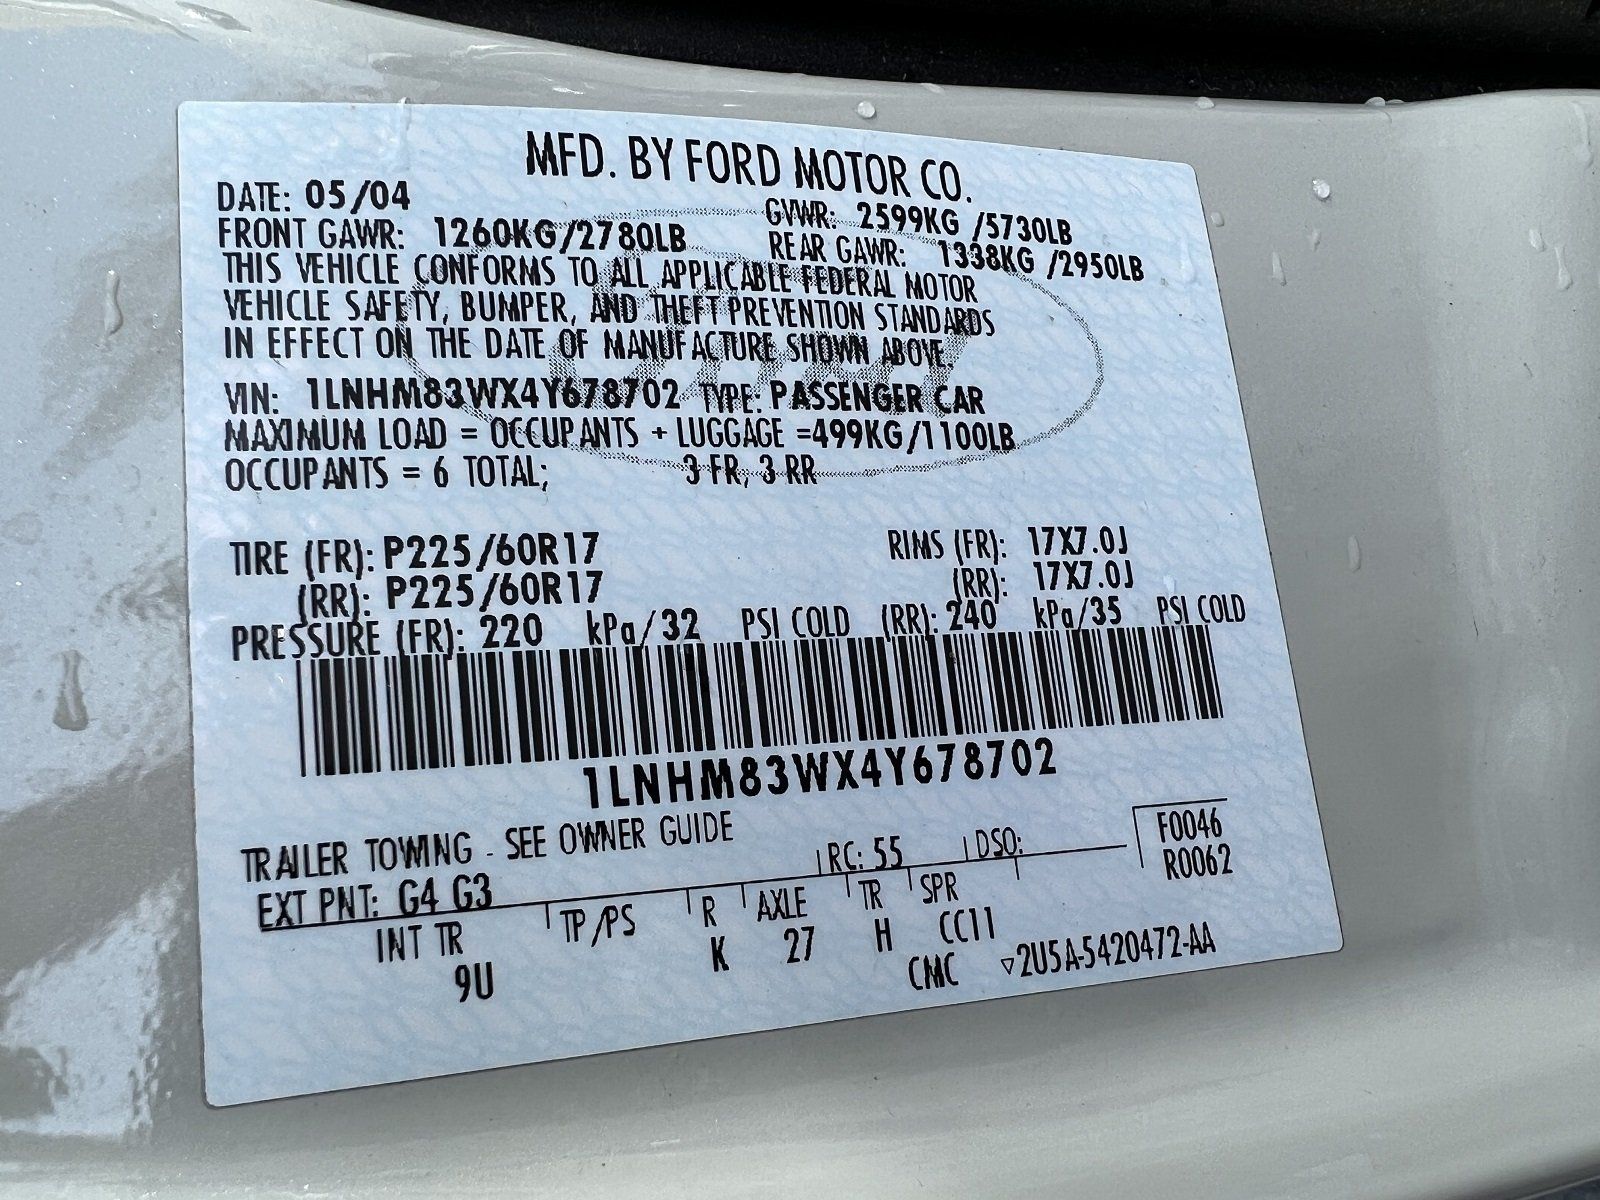 MFD. BY FORD MOTOR CO.
DATE: 05/04 GVWR: 2599KG /5730LB
FRONT GAWR: 1260KG/2780LB REAR GAWR: 1338KG /2950LB
THIS VEHICLE CONFORMS TO ALL APPLICABLE FEDERAL MOTOR
VEHICLE SAFETY, BUMPER, AND THEFT PREVENTION STANDARDS
IN EFFECT ON THE DATE OF MANUFACTURE SHOWN ABOVE.
VIN: 1LNHM83WX4Y678702 TYPE: PASSENGER CAR
MAXIMUM LOAD = OCCUPANTS + LUGGAGE =499KG/1100LB
OCCUPANTS = 6 TOTAL; 3 FR, 3 RR
TIRE (FR): P225/60R17 RIMS (FR): 17X7.0J
(RR): P225/60R17 (RR): 17X7.0J
PRESSURE (FR): 220 kPa/32 PSI COLD (RR): 240 kPa/35 PSI COLD
1LNHM83WX4Y678702
TRAILER TOWING - SEE OWNER GUIDE
EXT PNT: G4 G3 RC: 55 DSO: F0046
R0062
INT TR TP/PS R AXLE TR SPR
9U K 27 H CC11
CMC ▽2U5A-5420472-AA